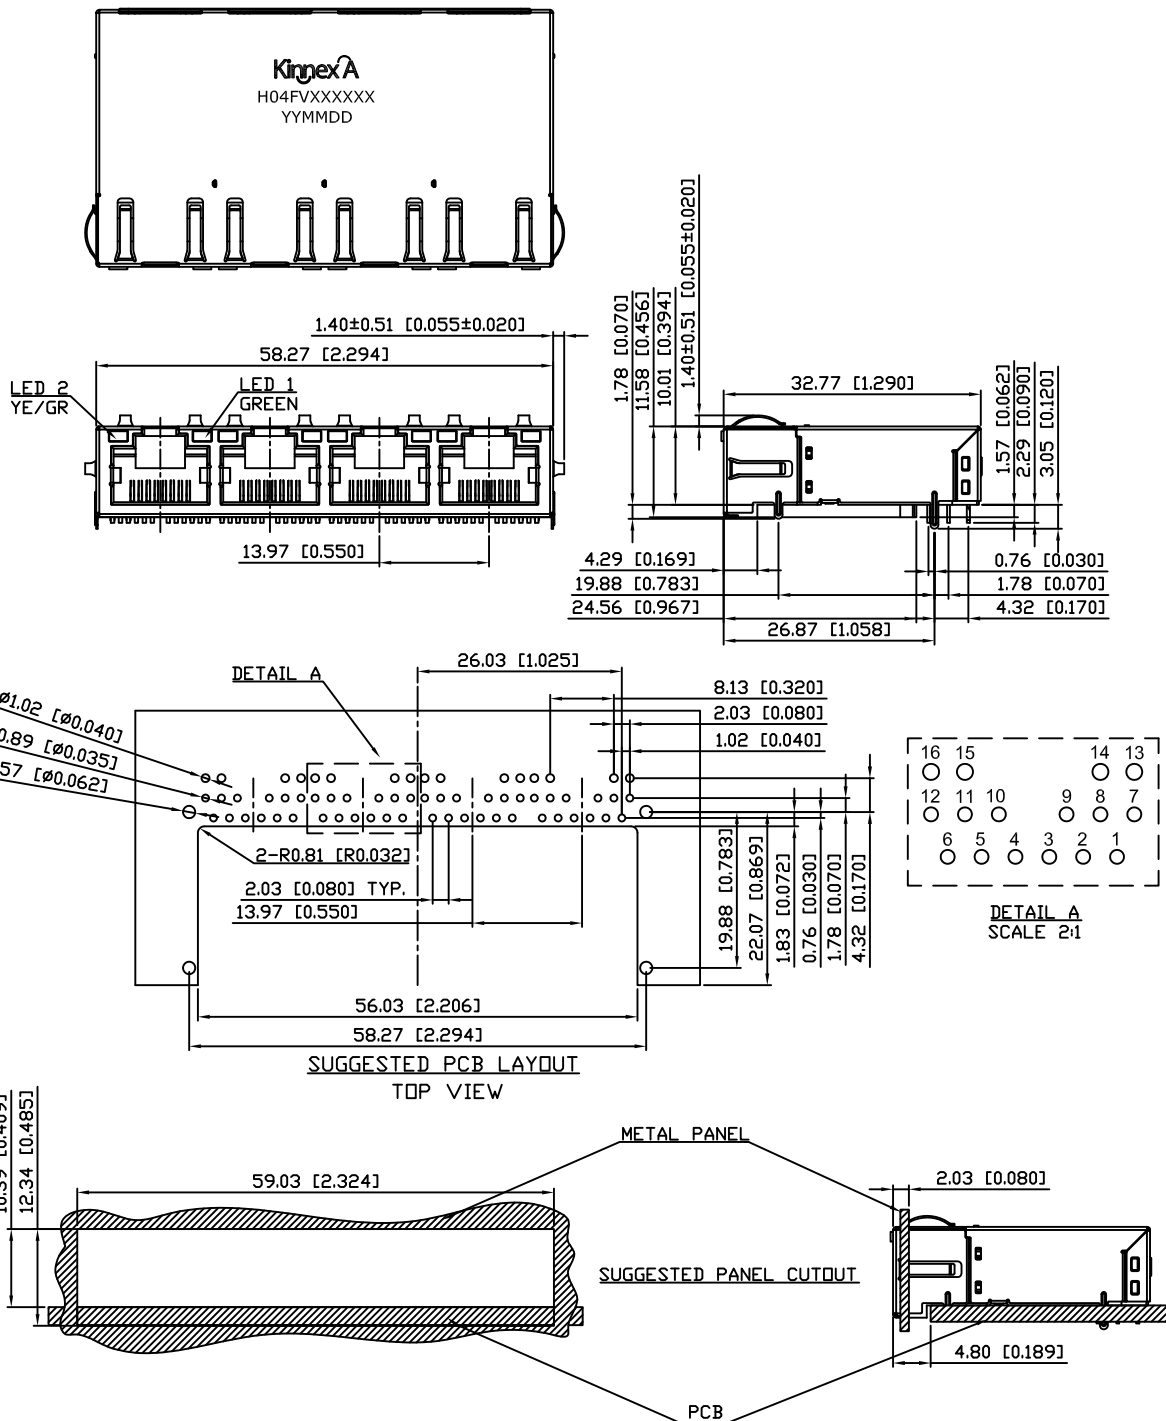 KinnexA
H04FVXXXXXX
YYMMDD
1.40±0.51 [0.055±0.020]
58.27 [2.294]
LED 2
YE/GR
LED 1
GREEN
13.97 [0.550]
1.78 [0.070]
11.58 [0.456]
10.01 [0.394]
1.40±0.51 [0.055±0.020]
32.77 [1.290]
1.57 [0.062]
2.29 [0.090]
3.05 [0.120]
4.29 [0.169]
0.76 [0.030]
19.88 [0.783]
1.78 [0.070]
24.56 [0.967]
4.32 [0.170]
26.87 [1.058]
DETAIL A
26.03 [1.025]
8.13 [0.320]
2.03 [0.080]
1.02 [0.040]
ø1.02 [ø0.040]
0.89 [ø0.035]
57 [ø0.062]
2-R0.81 [R0.032]
2.03 [0.080] TYP.
13.97 [0.550]
19.88 [0.783]
22.07 [0.869]
1.83 [0.072]
0.76 [0.030]
1.78 [0.070]
4.32 [0.170]
56.03 [2.206]
58.27 [2.294]
SUGGESTED PCB LAYOUT
TOP VIEW
16 15 14 13
12 11 10 9 8 7
6 5 4 3 2 1
DETAIL A
SCALE 2:1
12.34 [0.485]
59.03 [2.324]
METAL PANEL
2.03 [0.080]
SUGGESTED PANEL CUTOUT
4.80 [0.189]
PCB